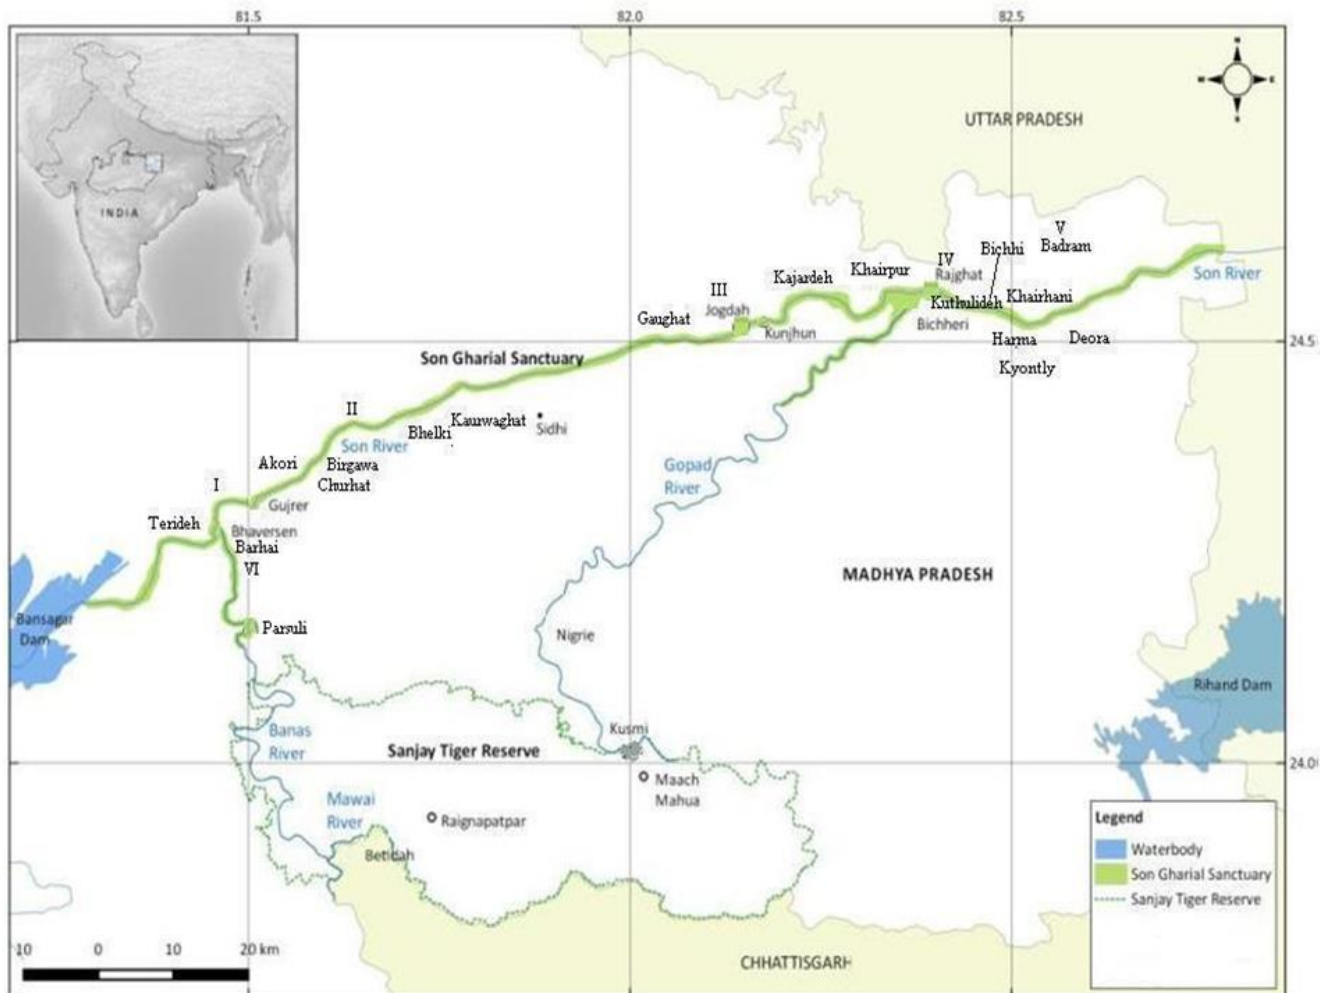 81.5
82.0
82.5
N
W
E
S
INDIA
UTTAR PRADESH
V
Badram
Bichhi
IV
Rajghat
Son River
Khairpur
Kajardeh
III
Jogdah
Gaughat
Kunjhun
Kuthulideh
Khairhani
Bichheri
Harma
Deora
Kyontly
24.5
Son Gharial Sanctuary
II
Kaurwaghat
Sidhi
Bhelki
Son River
Akori
Birgawa
Churhat
Gopad
River
I
Gujrer
Terideh
Bhaversen
Barhai
VI
MADHYA PRADESH
Bansagar
Dam
Parsuli
Nigrie
Rihand Dam
Banas
River
Sanjay Tiger Reserve
Kusmi
24.0
Maach
Mahua
Mawai
River
Raignapatpar
Betidah
Legend
Waterbody
Son Gharial Sanctuary
Sanjay Tiger Reserve
10 0 10 20 km
CHHATTISGARH